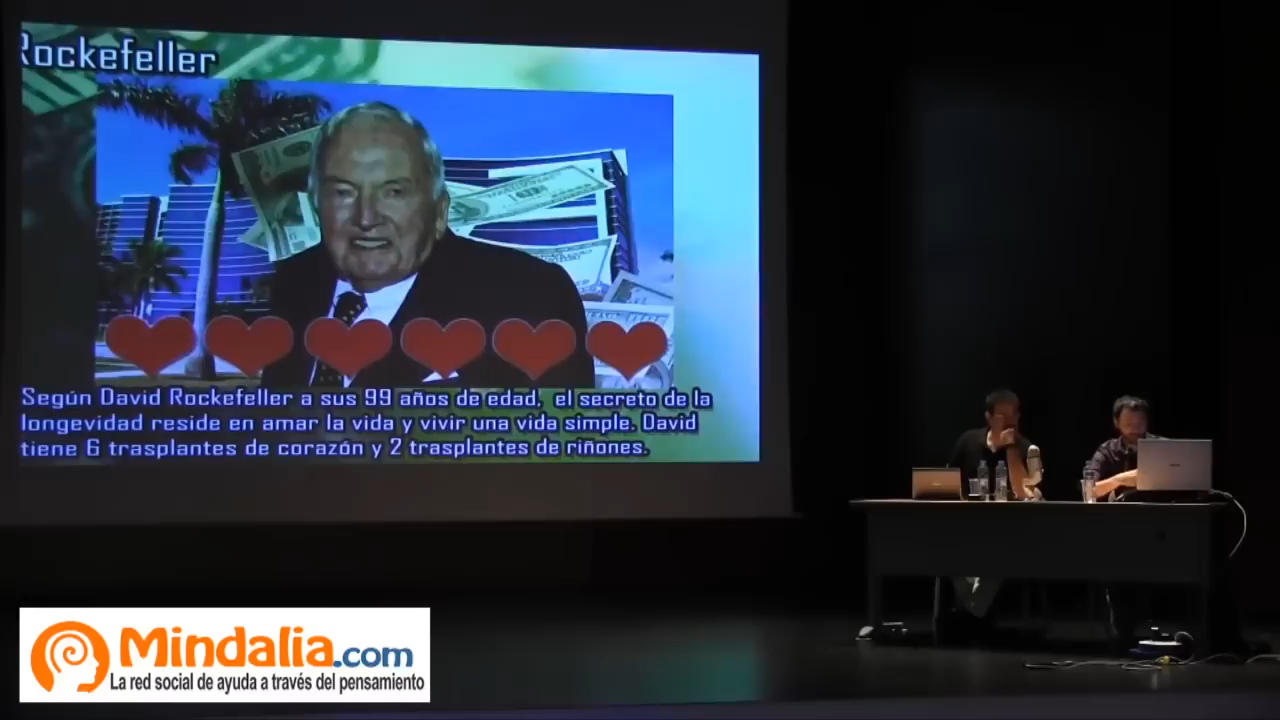 Rockefeller
Según David Rockefeller a sus 99 años de edad, el secreto de la
longevidad reside en amar la vida y vivir una vida simple. David
tiene 6 trasplantes de corazón y 2 trasplantes de riñones.
Mindalia.com
La red social de ayuda a través del pensamiento